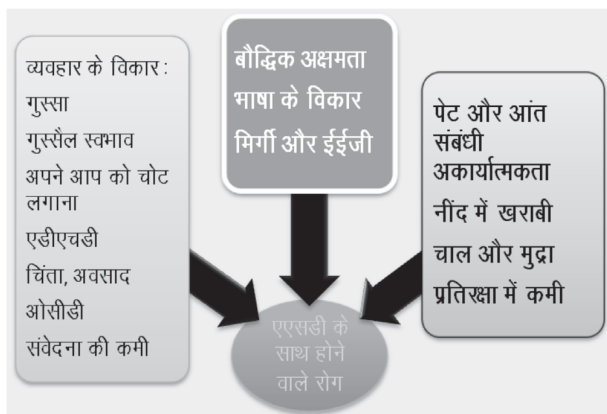 व्यवहार के विकार :
गुस्सा
गुस्सैल स्वभाव
अपने आप को चोट
लगाना
एडीएचडी
चिंता, अवसाद
ओसीडी
संवेदना की कमी
बौद्धिक अक्षमता
भाषा के विकार
मिर्गी और ईईजी
पेट और आंत
संबंधी
अकार्यात्मकता
नींद में खराबी
चाल और मुद्रा
प्रतिरक्षा में कमी
एएसडी के
साथ होने
वाले रोग